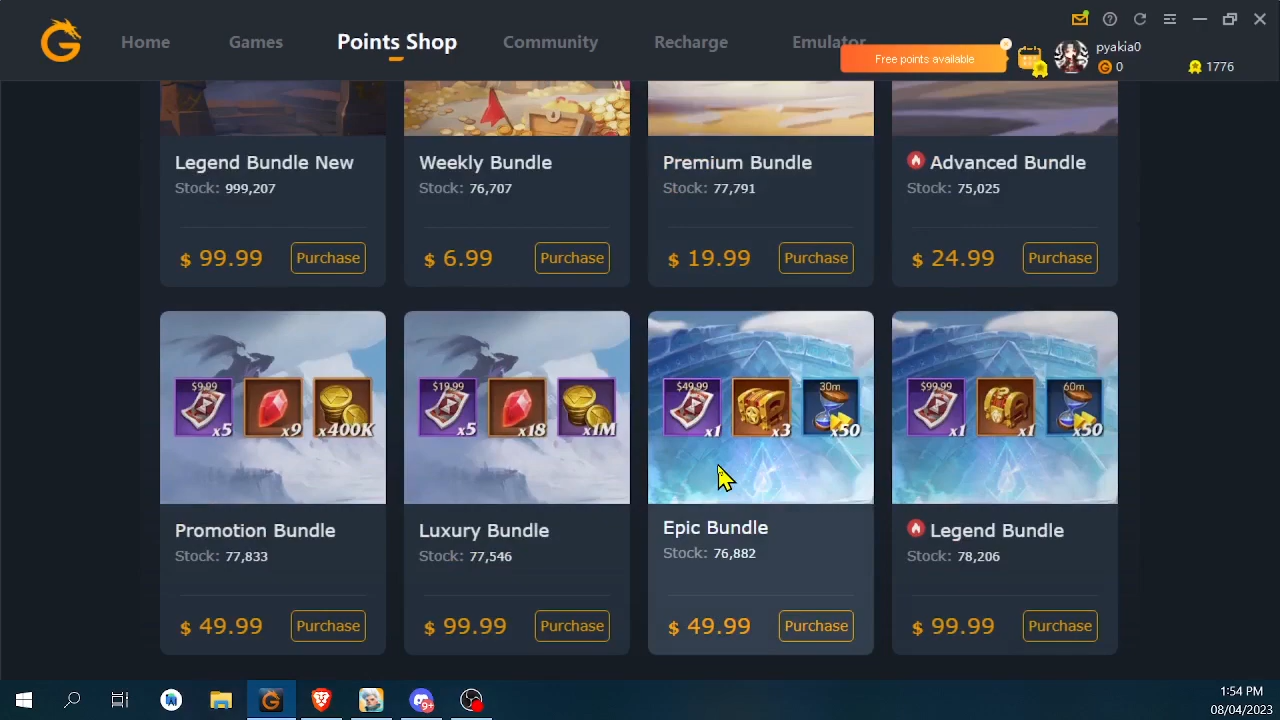 Home
Games
Points Shop
Community
Recharge
Emulator
Free points available
pyakia0
0
1776
Legend Bundle New
Stock: 999,207
$ 99.99
Purchase
Weekly Bundle
Stock: 76,707
$ 6.99
Purchase
Premium Bundle
Stock: 77,791
$ 19.99
Purchase
Advanced Bundle
Stock: 75,025
$ 24.99
Purchase
$9.99
x5
x9
x400K
Promotion Bundle
Stock: 77,833
$ 49.99
Purchase
$19.99
x5
x18
x1M
Luxury Bundle
Stock: 77,546
$ 99.99
Purchase
$49.99
x1
x3
30m
x50
Epic Bundle
Stock: 76,882
$ 49.99
Purchase
$99.99
x1
x1
60m
x50
Legend Bundle
Stock: 78,206
$ 99.99
Purchase
9+
1:54 PM
08/04/2023